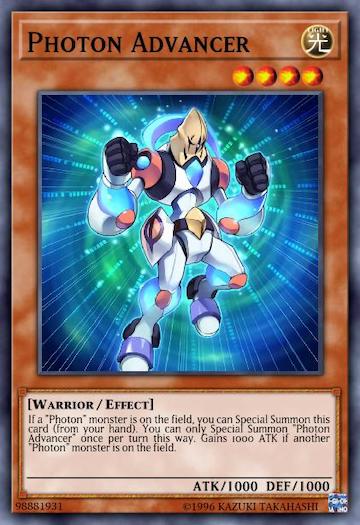 PHOTON ADVANCER
LIGHT
光
[WARRIOR / EFFECT]
If a "Photon" monster is on the field, you can Special Summon this
card (from your hand). You can only Special Summon "Photon
Advancer" once per turn this way. Gains 1000 ATK if another
"Photon" monster is on the field.
ATK/1000 DEF/1000
98881931
©1996 KAZUKI TAKAHASHI